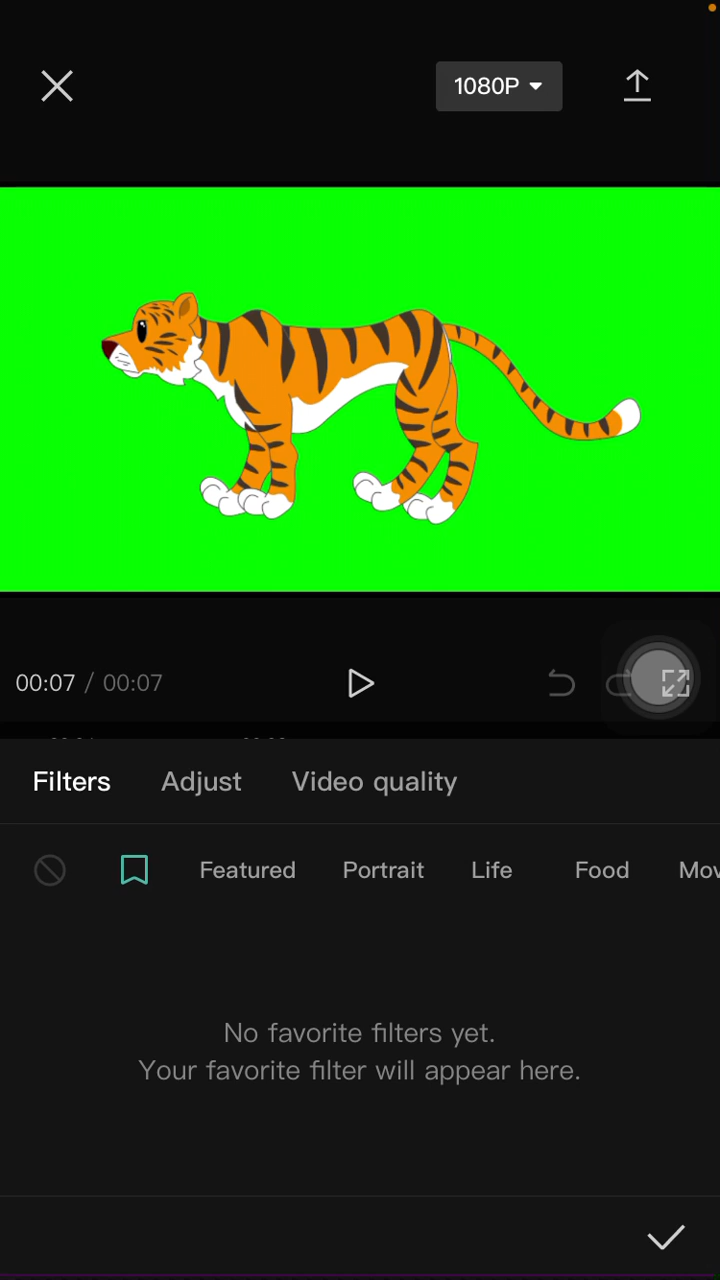 1080P
00:07 / 00:07
Filters Adjust Video quality
Featured Portrait Life Food Mov
No favorite filters yet.
Your favorite filter will appear here.